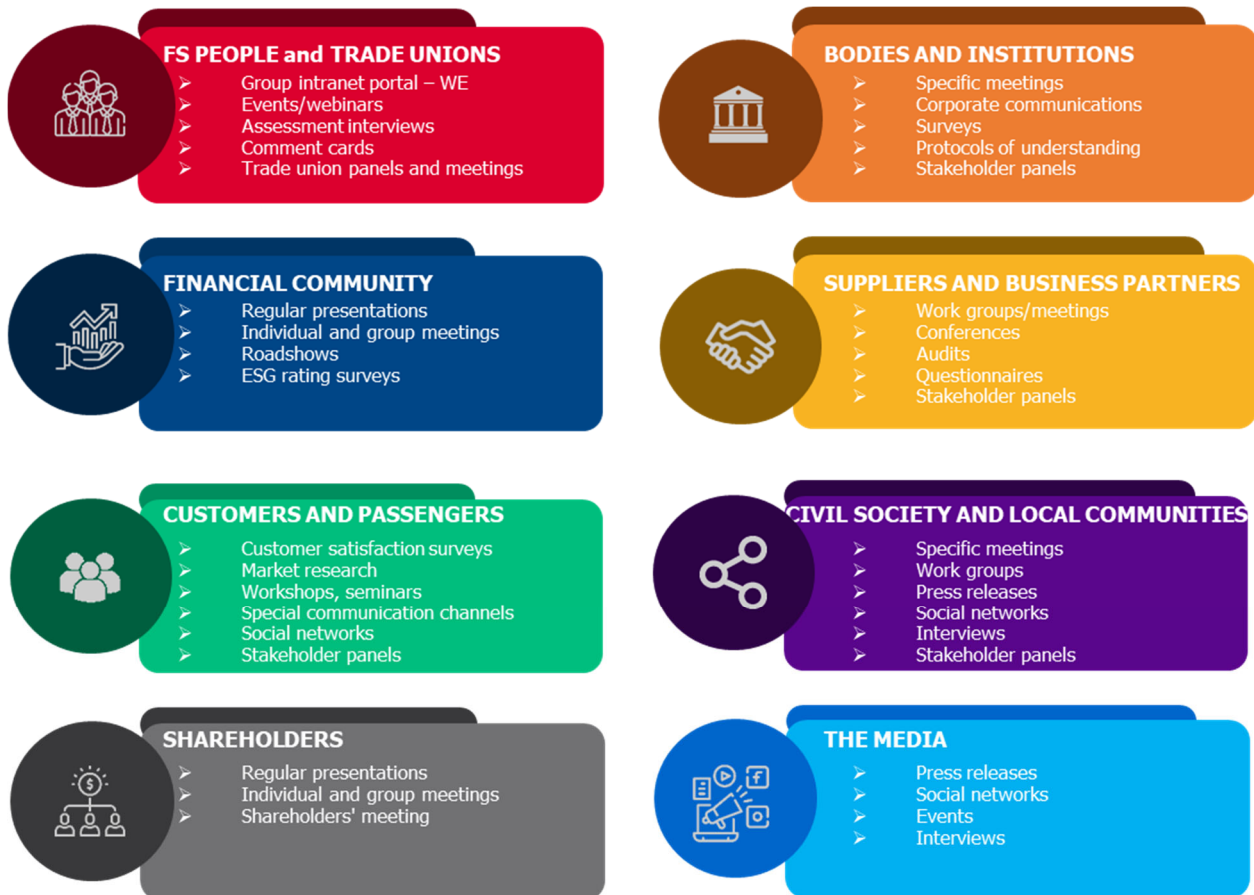 FS PEOPLE and TRADE UNIONS
➢ Group intranet portal – WE
➢ Events/webinars
➢ Assessment interviews
➢ Comment cards
➢ Trade union panels and meetings
BODIES AND INSTITUTIONS
➢ Specific meetings
➢ Corporate communications
➢ Surveys
➢ Protocols of understanding
➢ Stakeholder panels
FINANCIAL COMMUNITY
➢ Regular presentations
➢ Individual and group meetings
➢ Roadshows
➢ ESG rating surveys
SUPPLIERS AND BUSINESS PARTNERS
➢ Work groups/meetings
➢ Conferences
➢ Audits
➢ Questionnaires
➢ Stakeholder panels
CUSTOMERS AND PASSENGERS
➢ Customer satisfaction surveys
➢ Market research
➢ Workshops, seminars
➢ Special communication channels
➢ Social networks
➢ Stakeholder panels
CIVIL SOCIETY AND LOCAL COMMUNITIES
➢ Specific meetings
➢ Work groups
➢ Press releases
➢ Social networks
➢ Interviews
➢ Stakeholder panels
SHAREHOLDERS
➢ Regular presentations
➢ Individual and group meetings
➢ Shareholders' meeting
THE MEDIA
➢ Press releases
➢ Social networks
➢ Events
➢ Interviews